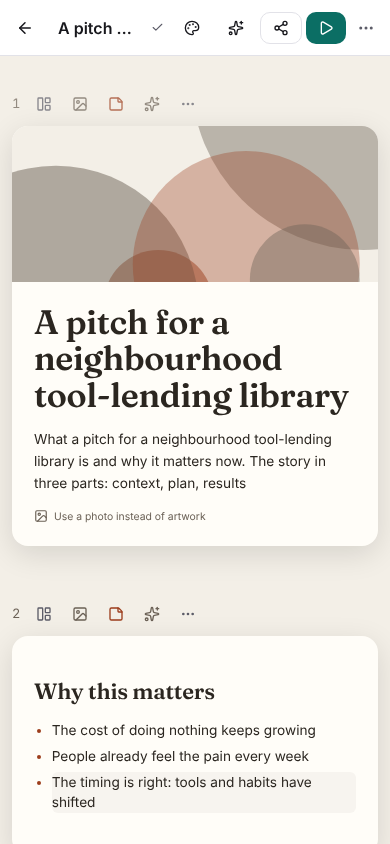 A pitch ...
1
A pitch for a
neighbourhood
tool-lending library
What a pitch for a neighbourhood tool-lending
library is and why it matters now. The story in
three parts: context, plan, results
Use a photo instead of artwork
2
Why this matters
• The cost of doing nothing keeps growing
• People already feel the pain every week
• The timing is right: tools and habits have
shifted